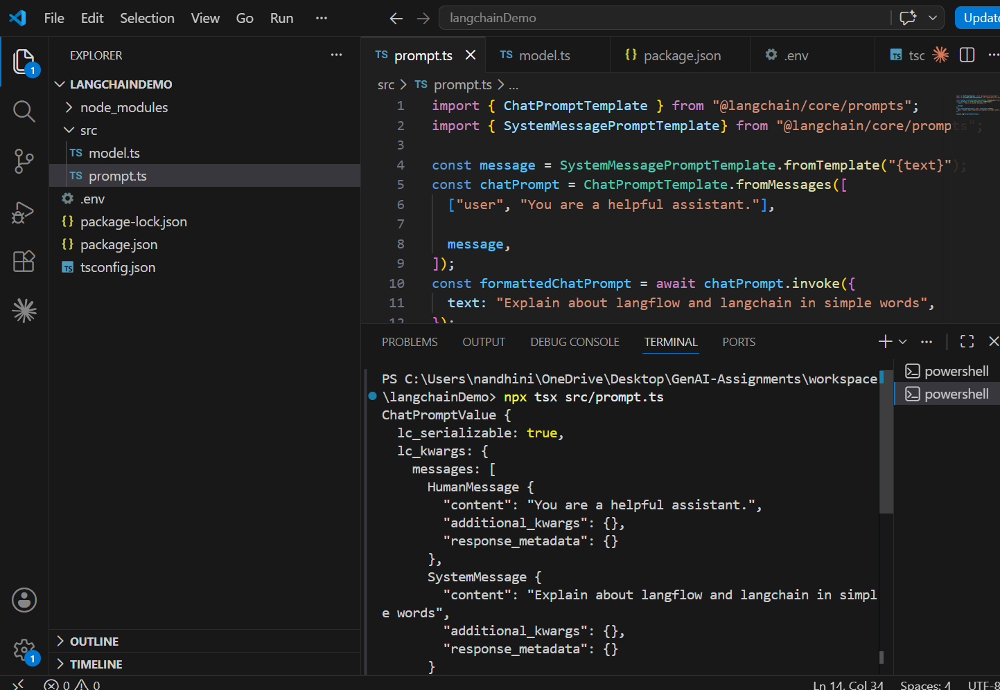 File Edit Selection View Go Run ···
langchainDemo
EXPLORER
LANGCHAINDEMO
node_modules
src
TS model.ts
TS prompt.ts
.env
{} package-lock.json
{} package.json
TS tsconfig.json
OUTLINE
TIMELINE
1
1
TS prompt.ts
TS model.ts
{} package.json
.env
TS tsc
src > TS prompt.ts > ...
1 import { ChatPromptTemplate } from "@langchain/core/prompts";
2 import { SystemMessagePromptTemplate} from "@langchain/core/prompts";
3
4 const message = SystemMessagePromptTemplate.fromTemplate("{text}");
5 const chatPrompt = ChatPromptTemplate.fromMessages([
6 ["user", "You are a helpful assistant."],
7
8 message,
9 ]);
10 const formattedChatPrompt = await chatPrompt.invoke({
11 text: "Explain about langflow and langchain in simple words",
12 });
PROBLEMS OUTPUT DEBUG CONSOLE TERMINAL PORTS
powershell
powershell
PS C:\Users\nandhini\OneDrive\Desktop\GenAI-Assignments\workspace
\langchainDemo> npx tsx src/prompt.ts
ChatPromptValue {
lc_serializable: true,
lc_kwargs: {
messages: [
HumanMessage {
"content": "You are a helpful assistant.",
"additional_kwargs": {},
"response_metadata": {}
},
SystemMessage {
"content": "Explain about langflow and langchain in simpl
e words",
"additional_kwargs": {},
"response_metadata": {}
}
0 0
Ln 14, Col 34 Spaces: 4 UTF-8